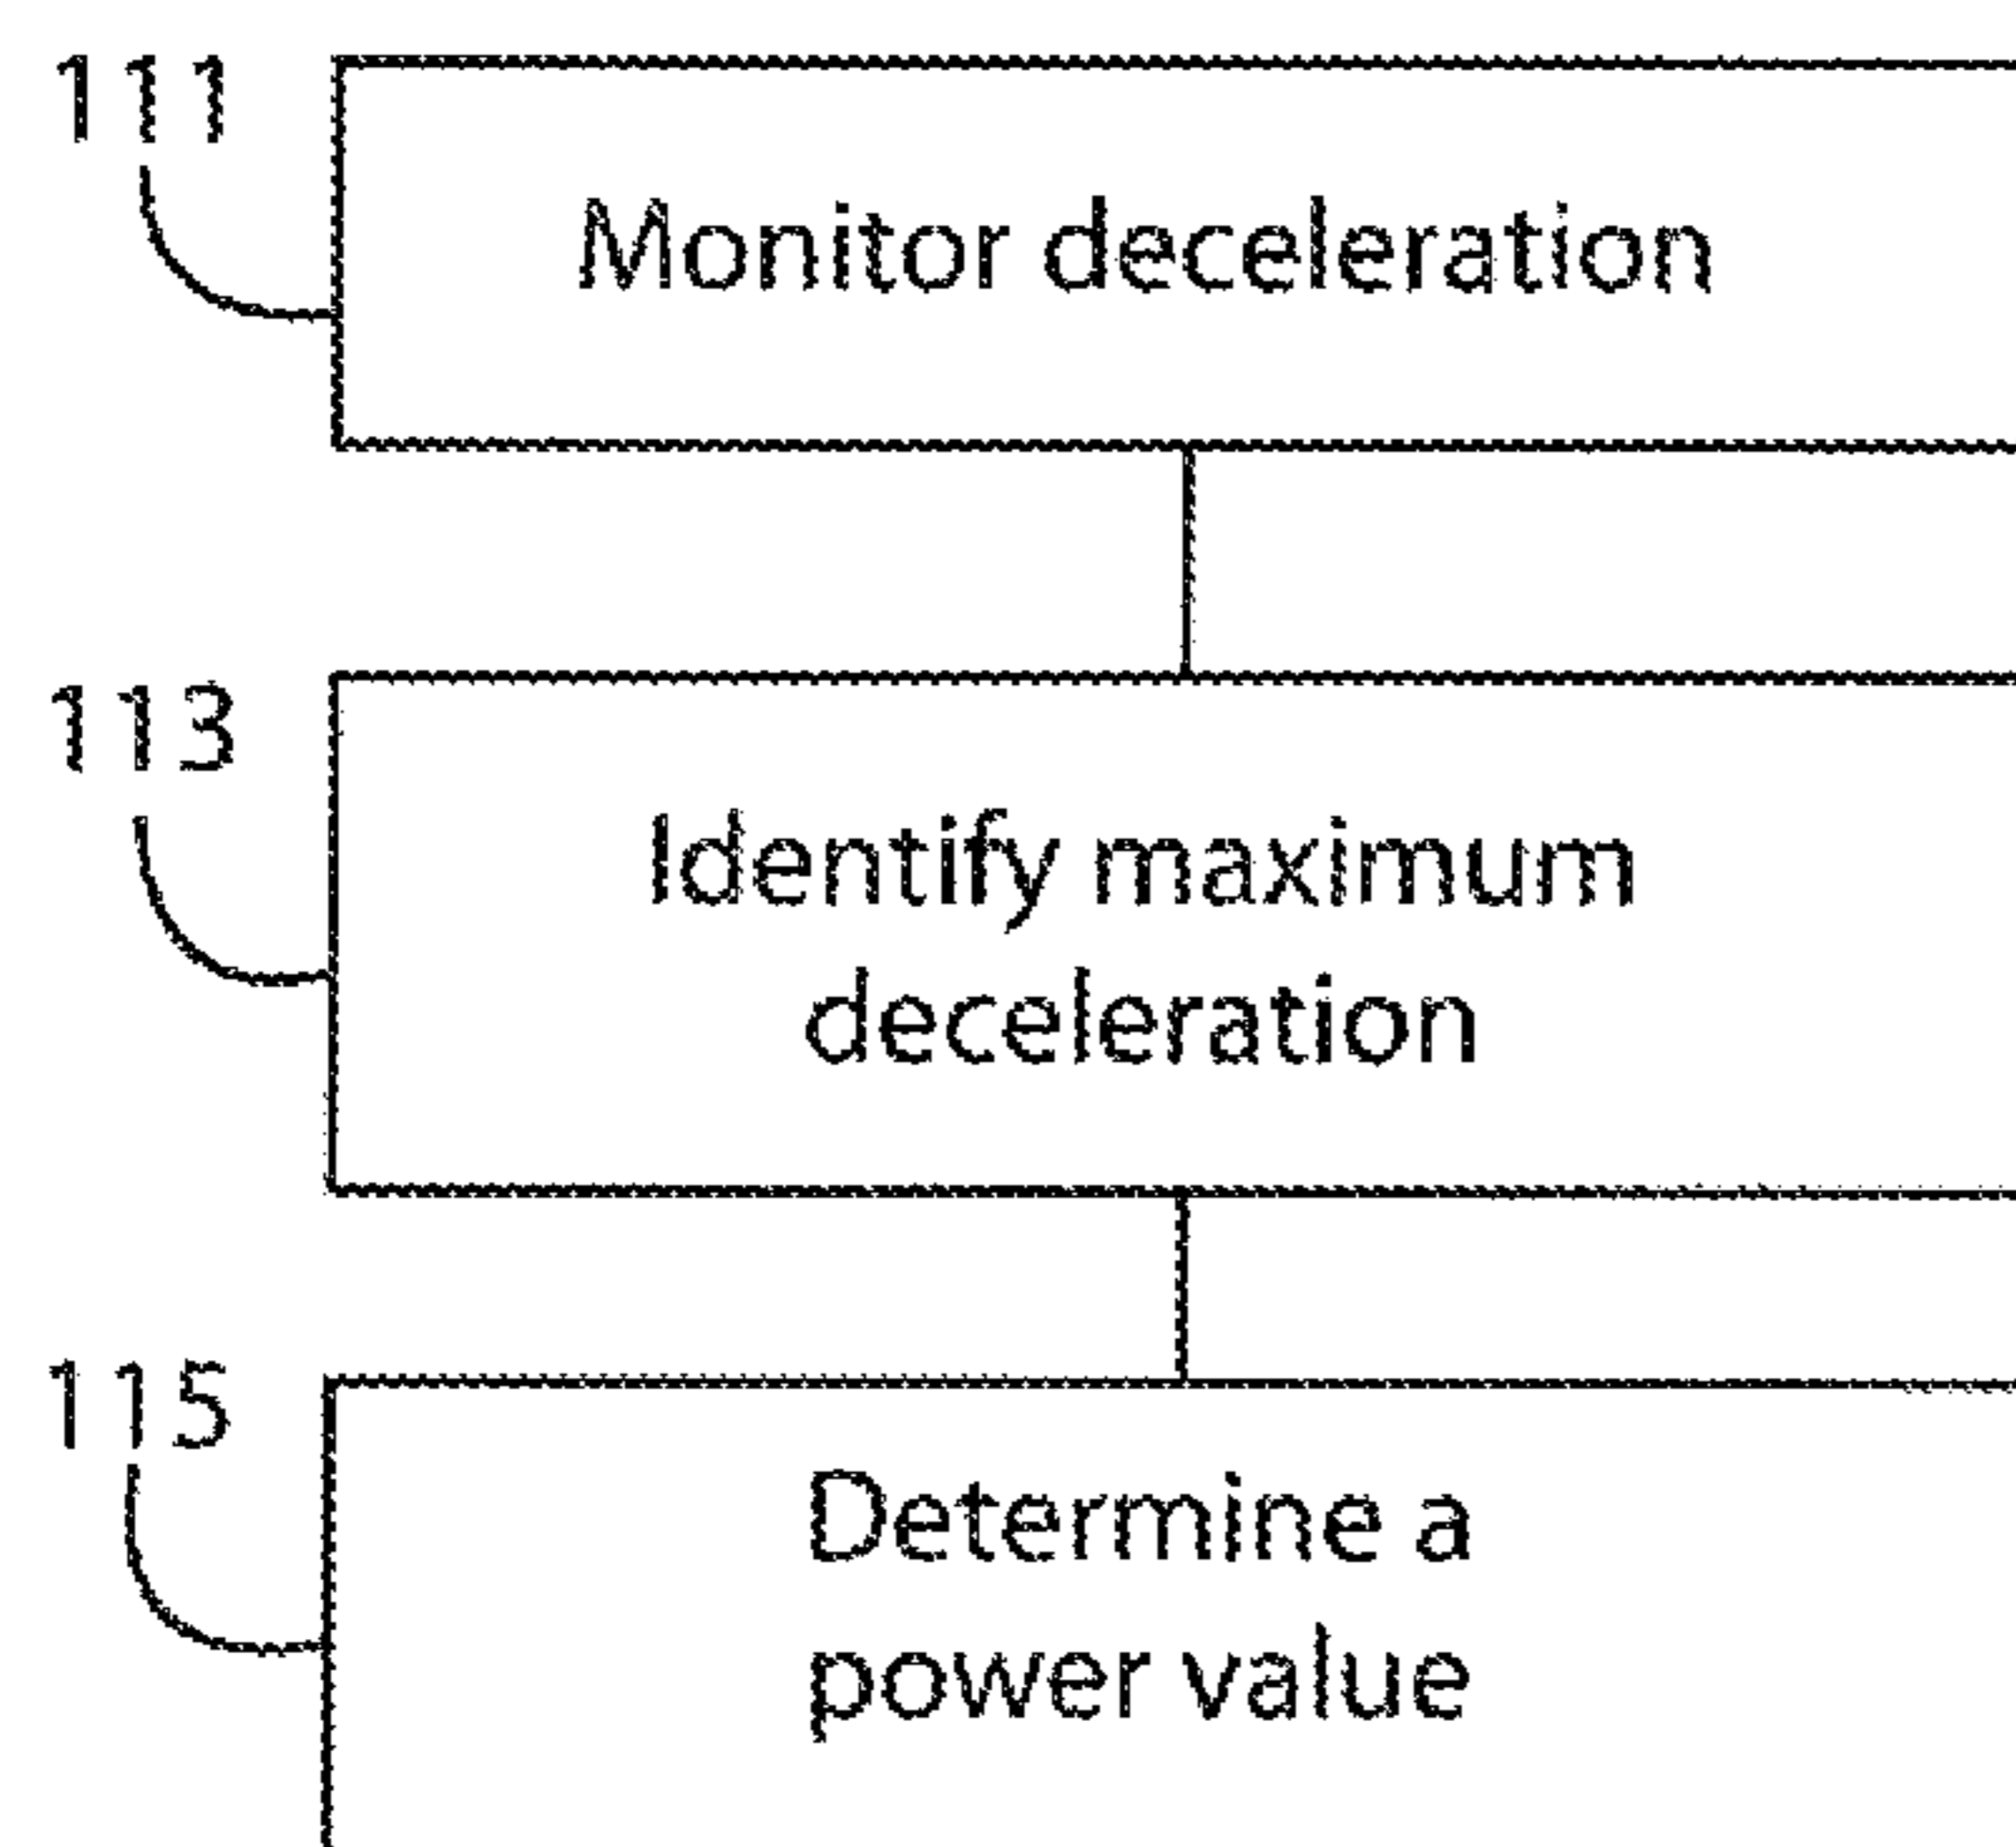 111
Monitor deceleration
113
Identify maximum
deceleration
115
Determine a
power value